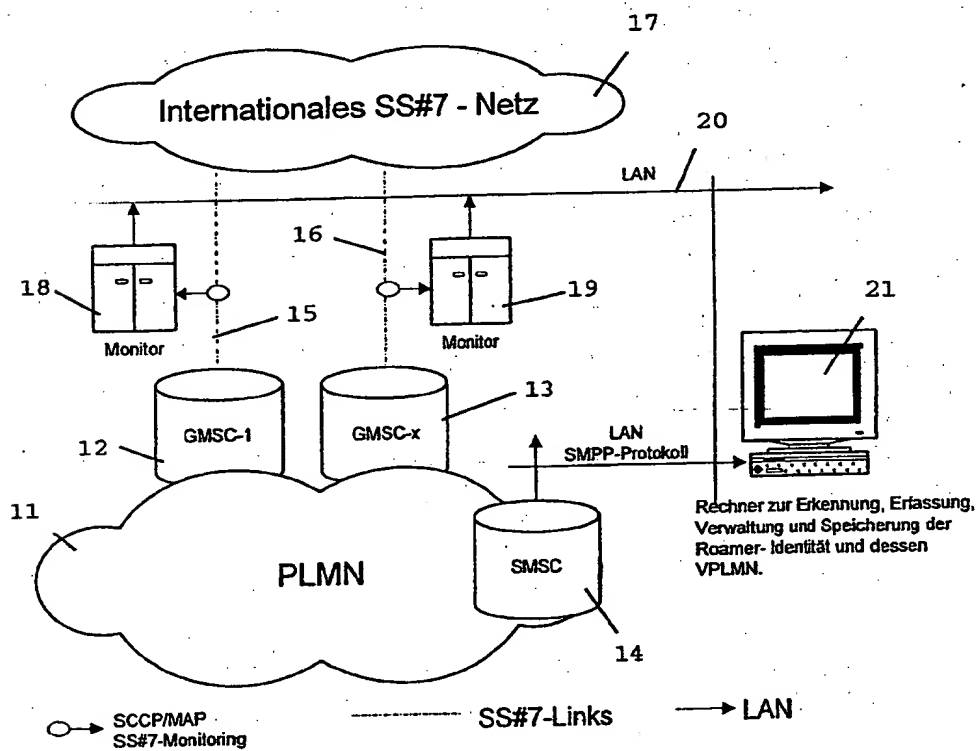 17
Internationales SS#7 - Netz
20
LAN
16
18
19
15
21
Monitor
Monitor
13
GMSC-1
GMSC-x
12
LAN
SMPP-Protokoll
11
Rechner zur Erkennung, Erfassung,
Verwaltung und Speicherung der
Roamer- Identität und dessen
VPLMN.
PLMN
SMSC
14
SCCP/MAP
SS#7-Monitoring
SS#7-Links
LAN